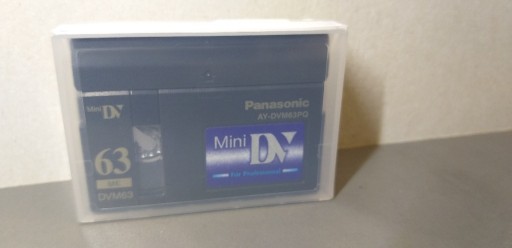 Mini DV
63
DVM63
Panasonic
AY-DVM63PQ
Mini DV
For Professional